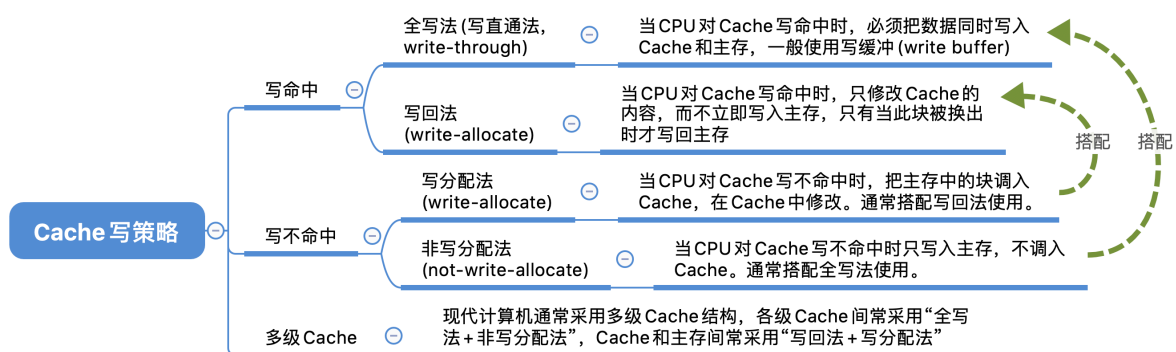 全写法 (写直通法,
write-through)
当CPU对Cache写命中时，必须把数据同时写入
Cache和主存，一般使用写缓冲 (write buffer)
写命中
写回法
(write-allocate)
当CPU对Cache写命中时，只修改Cache的
内容，而不立即写入主存，只有当此块被换出
时才写回主存
搭配
搭配
Cache写策略
写不命中
写分配法
(write-allocate)
当CPU对Cache写不命中时，把主存中的块调入
Cache，在Cache中修改。通常搭配写回法使用。
非写分配法
(not-write-allocate)
当CPU对Cache写不命中时只写入主存，不调入
Cache。通常搭配全写法使用。
多级Cache
现代计算机通常采用多级Cache结构，各级Cache间常采用“全写
法+非写分配法”，Cache和主存间常采用“写回法+写分配法”